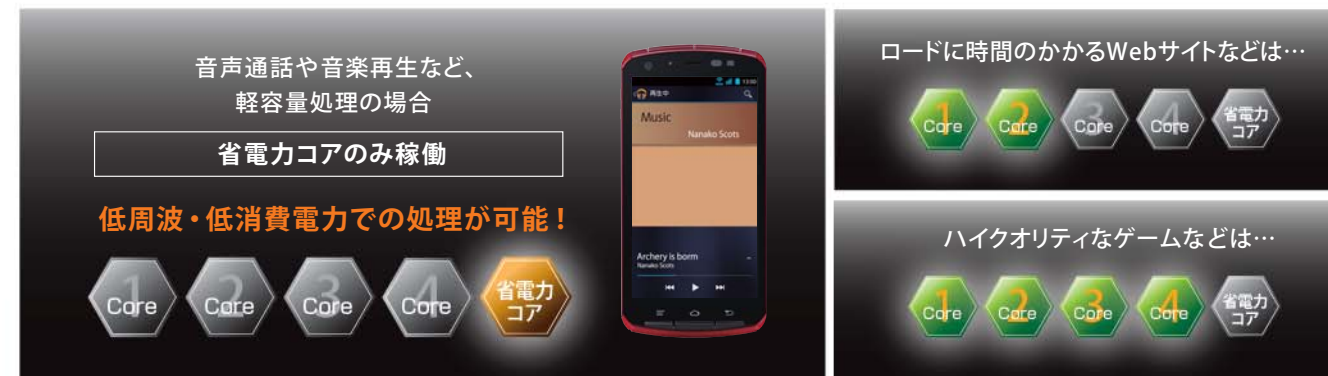 音声通話や音楽再生など、
軽容量処理の場合
省電力コアのみ稼働
低周波・低消費電力での処理が可能！
1 Core
2 Core
3 Core
4 Core
省電力
コア
13:00
再生中
Music
Nanako Scots
Archery is borm
Nanako Scots
ロードに時間のかかるWebサイトなどは…
1 Core
2 Core
3 Core
4 Core
省電力
コア
ハイクオリティなゲームなどは…
1 Core
2 Core
3 Core
4 Core
省電力
コア